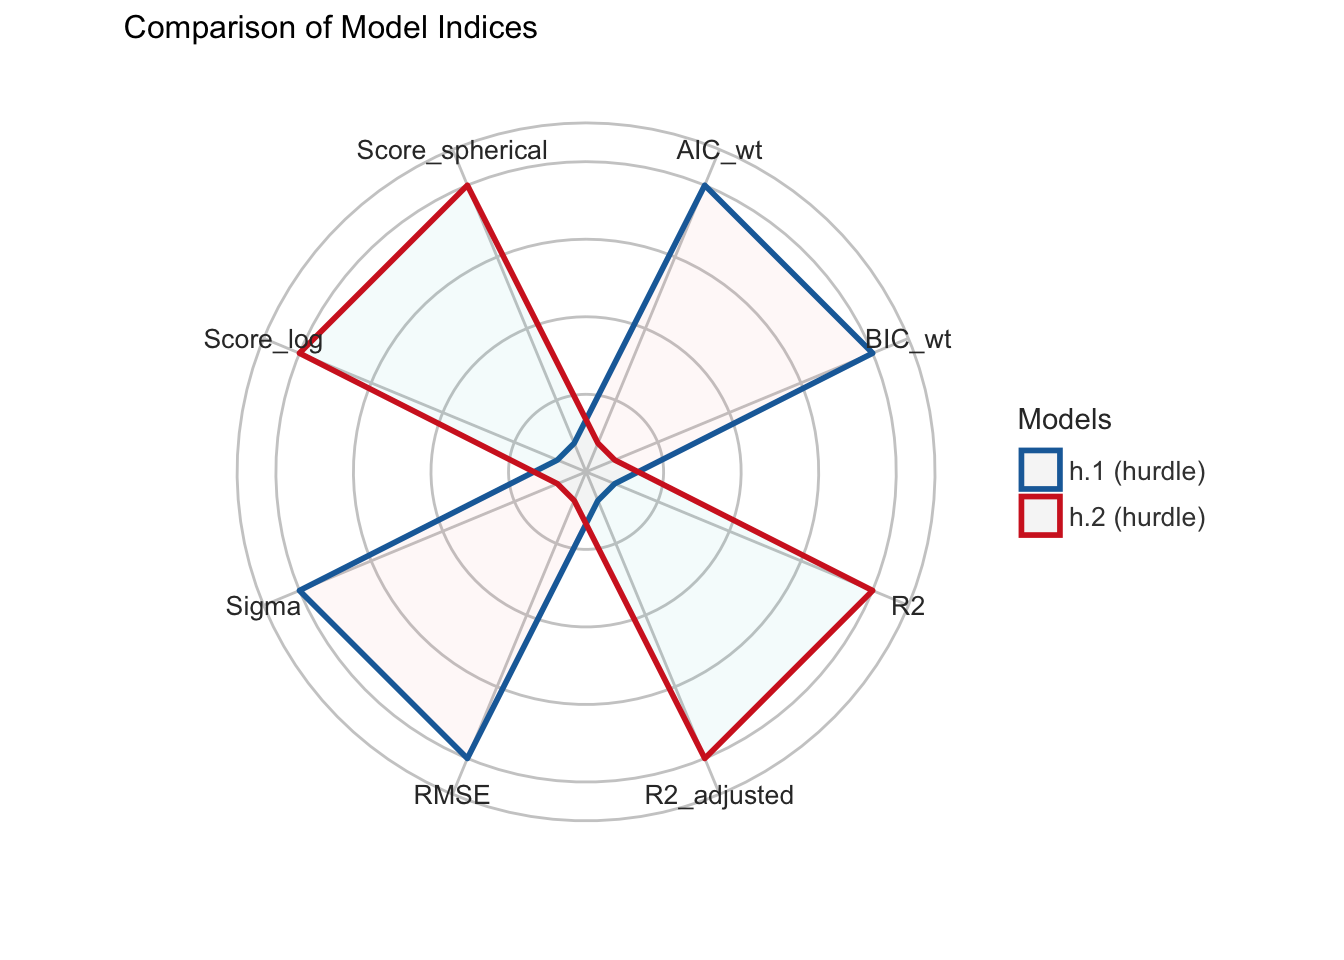 Comparison of Model Indices
Score_spherical
AIC_wt
Score_log
BIC_wt
Models
h.1 (hurdle)
h.2 (hurdle)
Sigma
R2
RMSE
R2_adjusted